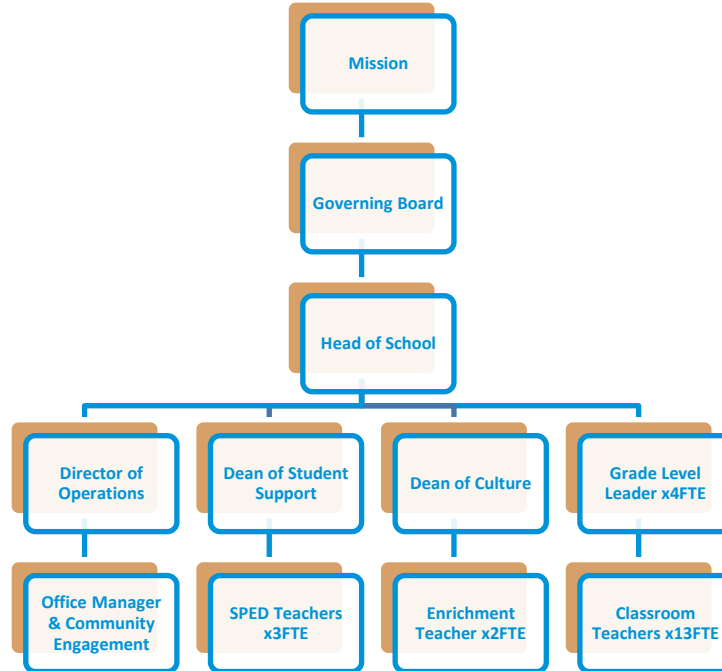 Mission
Governing Board
Head of School
Director of
Operations
Dean of Student
Support
Dean of Culture
Grade Level
Leader x4FTE
Office Manager
& Community
Engagement
SPED Teachers
x3FTE
Enrichment
Teacher x2FTE
Classroom
Teachers x13FTE